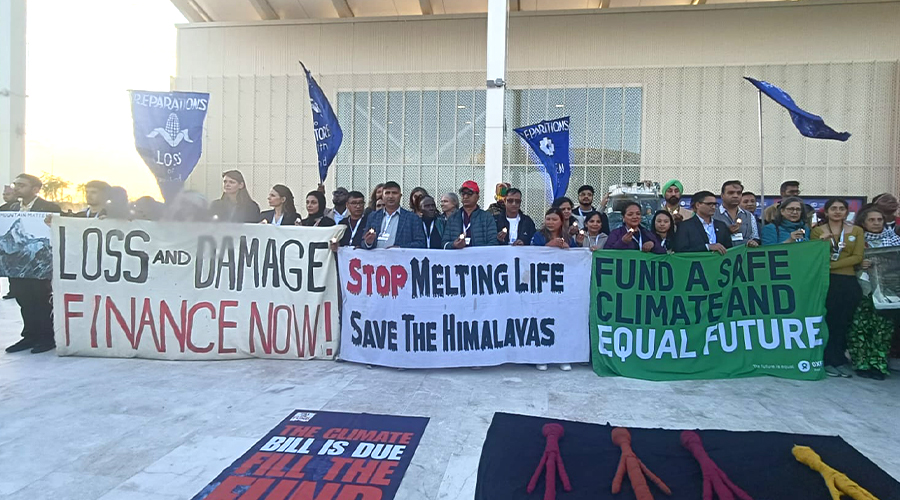 REPARATIONS
LOSS
REPARATIONS
LOSS AND DAMAGE
FINANCE NOW!
STOP MELTING LIFE
SAVE THE HIMALAYAS
FUND A SAFE
CLIMATE AND
EQUAL FUTURE
THE CLIMATE
BILL IS DUE
FILL THE
FUND